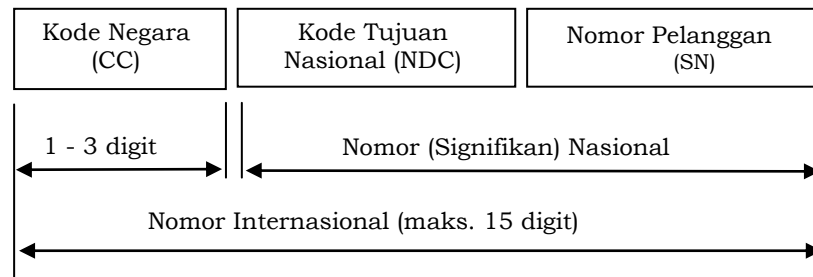 Kode Negara
(CC)
Kode Tujuan
Nasional (NDC)
Nomor Pelanggan
(SN)
1 - 3 digit
Nomor (Signifikan) Nasional
Nomor Internasional (maks. 15 digit)